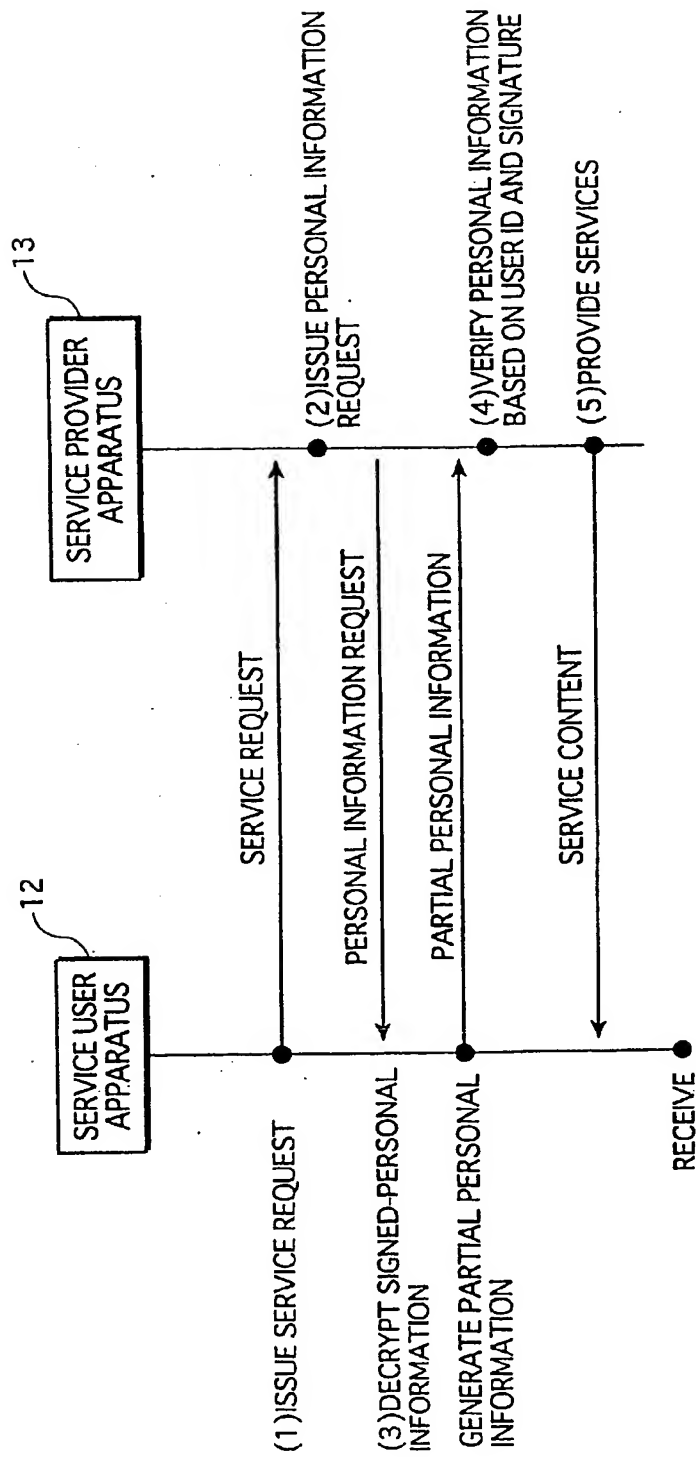 12
SERVICE USER
APPARATUS
13
SERVICE PROVIDER
APPARATUS
(1)ISSUE SERVICE REQUEST
SERVICE REQUEST
(2)ISSUE PERSONAL INFORMATION
REQUEST
PERSONAL INFORMATION REQUEST
(3)DECRYPT SIGNED-PERSONAL
INFORMATION
GENERATE PARTIAL PERSONAL
INFORMATION
PARTIAL PERSONAL INFORMATION
(4)VERIFY PERSONAL INFORMATION
BASED ON USER ID AND SIGNATURE
(5)PROVIDE SERVICES
SERVICE CONTENT
RECEIVE